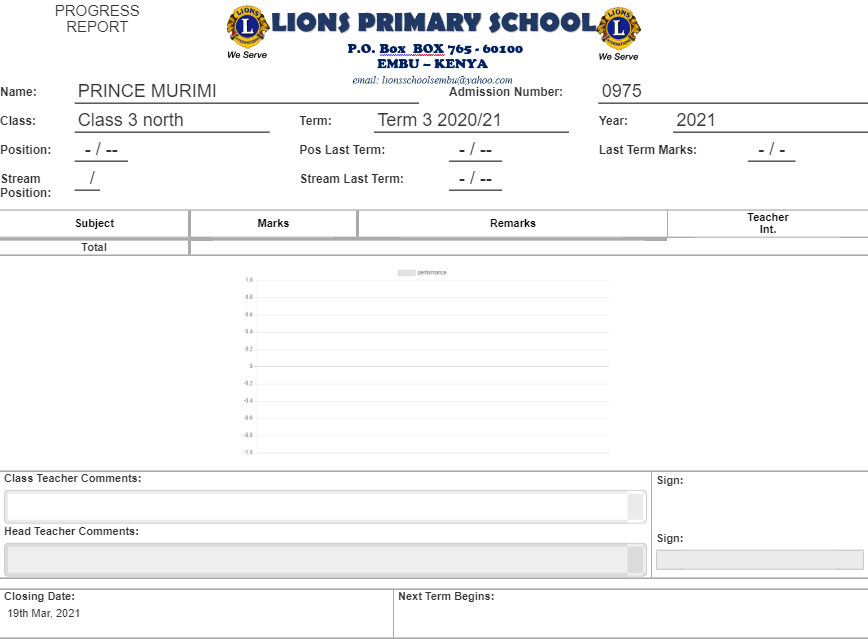 PROGRESS
REPORT
LIONS PRIMARY SCHOOL
LIONS
L
INTERNATIONAL
We Serve
LIONS
L
INTERNATIONAL
We Serve
P.O. Box BOX 765 - 60100
EMBU – KENYA
email: lionsschoolsembu@yahoo.com
Name: PRINCE MURIMI Admission Number: 0975
Class: Class 3 north Term: Term 3 2020/21 Year: 2021
Position: - / -- Pos Last Term: - / -- Last Term Marks: - / -
Stream Position: / Stream Last Term: - / --
Subject Marks Remarks Teacher Int.
Total
performance
1.0
0.8
0.6
0.4
0.2
0
-0.2
-0.4
-0.6
-0.8
-1.0
Class Teacher Comments: Sign:
Head Teacher Comments:
Sign:
Closing Date: Next Term Begins:
19th Mar, 2021